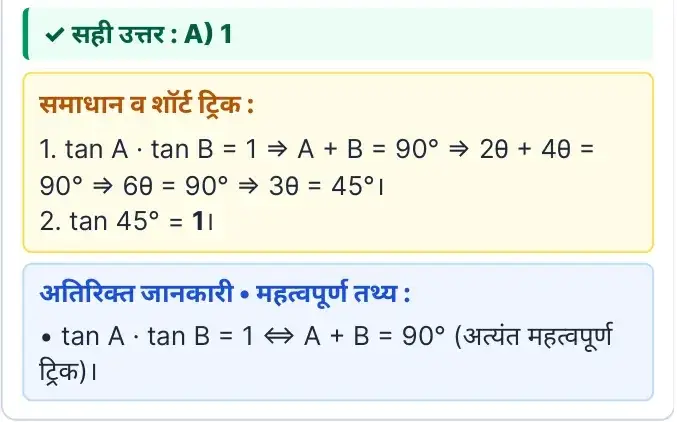 ✓ सही उत्तर : A) 1
समाधान व शॉर्ट ट्रिक :
1. tan A · tan B = 1 ⇒ A + B = 90° ⇒ 2θ + 4θ =
90° ⇒ 6θ = 90° ⇒ 3θ = 45°।
2. tan 45° = 1।
अतिरिक्त जानकारी • महत्वपूर्ण तथ्य :
• tan A · tan B = 1 ⇔ A + B = 90° (अत्यंत महत्वपूर्ण
ट्रिक)।